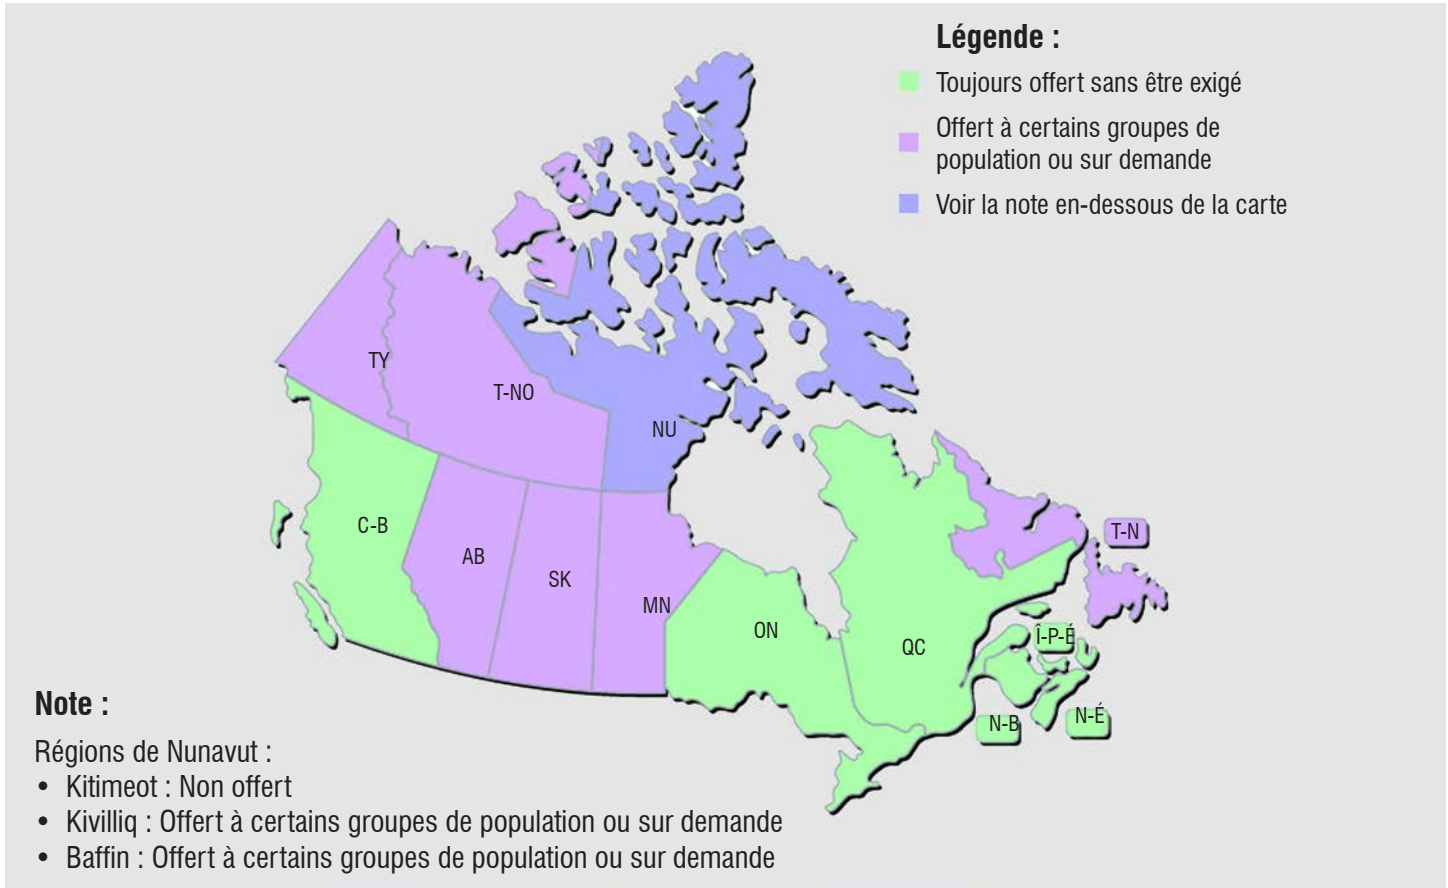 Légende :
Toujours offert sans être exigé
Offert à certains groupes de
population ou sur demande
Voir la note en-dessous de la carte
TY
T-NO
NU
C-B
AB
SK
MN
ON
QC
T-N
Î-P-É
N-B
N-É
Note :
Régions de Nunavut :
• Kitimeot : Non offert
• Kivilliq : Offert à certains groupes de population ou sur demande
• Baffin : Offert à certains groupes de population ou sur demande